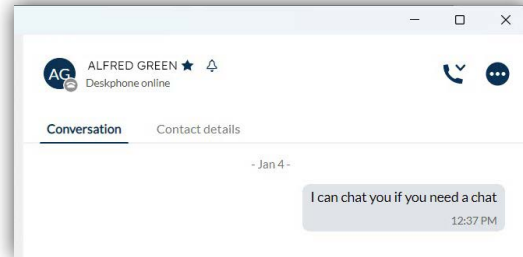 ALFRED GREEN
AG
Deskphone online
Conversation Contact details
- Jan 4 -
I can chat you if you need a chat
12:37 PM